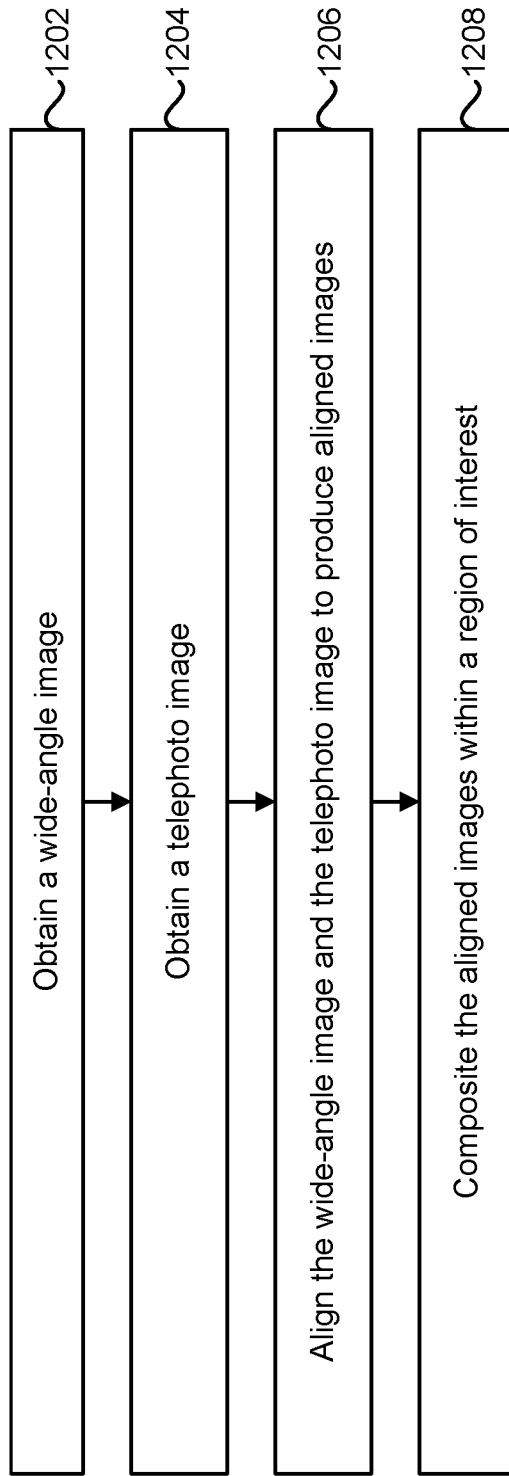 Obtain a wide-angle image
1202
Obtain a telephoto image
1204
Align the wide-angle image and the telephoto image to produce aligned images
1206
Composite the aligned images within a region of interest
1208